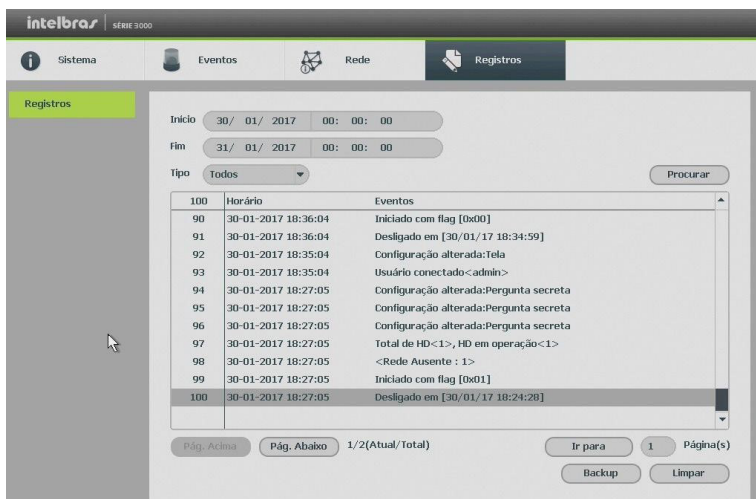 intelbras | SÉRIE 3000
Sistema
Eventos
Rede
Registros
Registros
Início 30/ 01/ 2017 00: 00: 00
Fim 31/ 01/ 2017 00: 00: 00
Tipo Todos Procurar
100 Horário Eventos
90 30-01-2017 18:36:04 Iniciado com flag [0x00]
91 30-01-2017 18:36:04 Desligado em [30/01/17 18:34:59]
92 30-01-2017 18:35:04 Configuração alterada:Tela
93 30-01-2017 18:35:04 Usuário conectado<admin>
94 30-01-2017 18:27:05 Configuração alterada:Pergunta secreta
95 30-01-2017 18:27:05 Configuração alterada:Pergunta secreta
96 30-01-2017 18:27:05 Configuração alterada:Pergunta secreta
97 30-01-2017 18:27:05 Total de HD<1>, HD em operação<1>
98 30-01-2017 18:27:05 <Rede Ausente : 1>
99 30-01-2017 18:27:05 Iniciado com flag [0x01]
100 30-01-2017 18:27:05 Desligado em [30/01/17 18:24:28]
Pág. Acima Pág. Abaixo 1/2(Atual/Total) Ir para 1 Página(s)
Backup Limpar